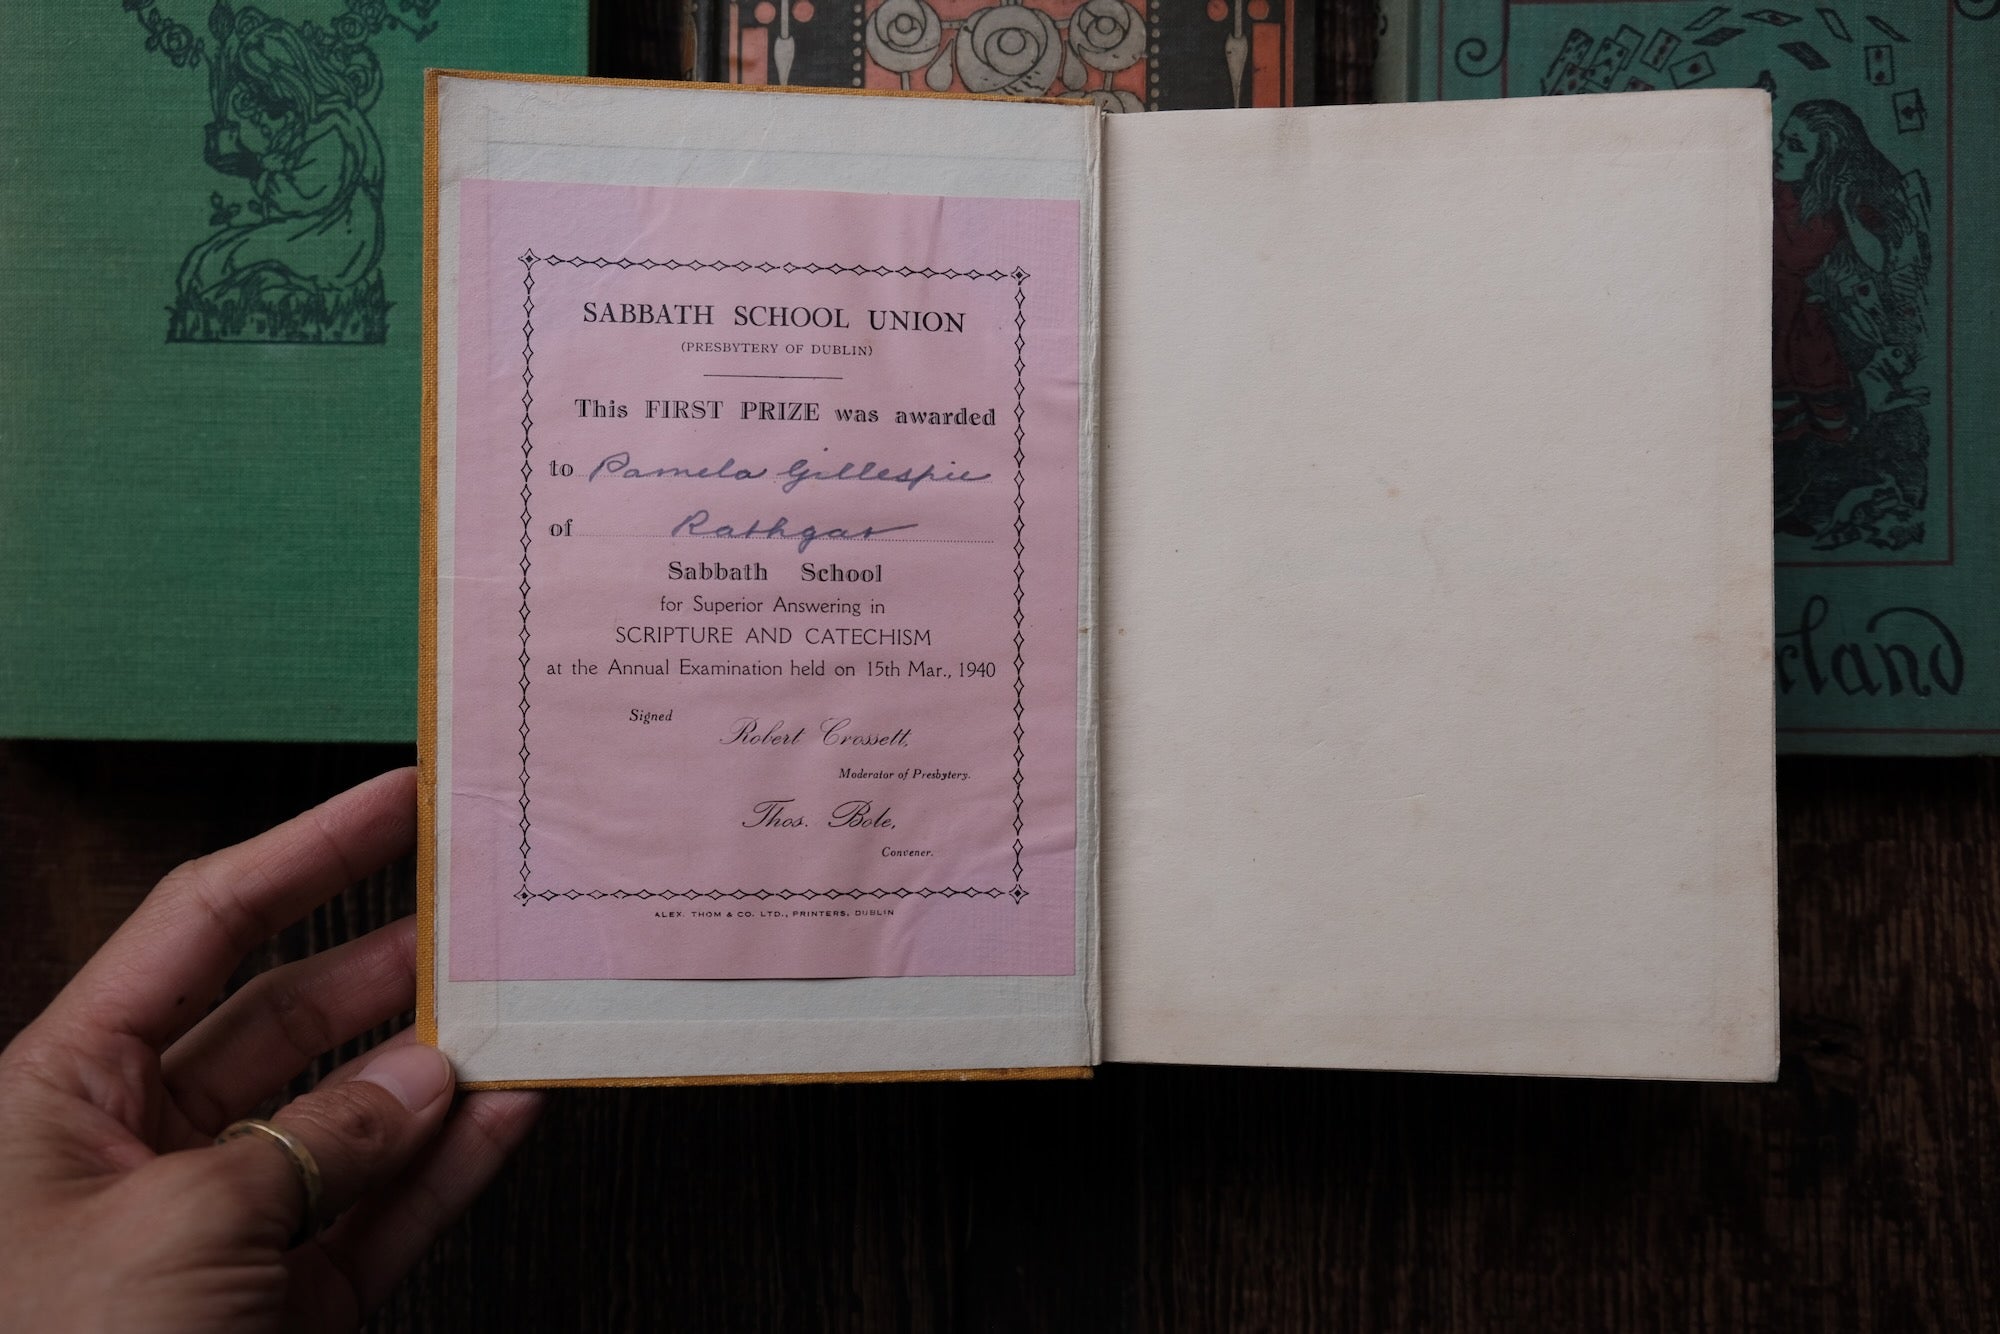 SABBATH SCHOOL UNION
(PRESBYTERY OF DUBLIN)
This FIRST PRIZE was awarded
to Pamela Gillespie
of Rathgar
Sabbath School
for Superior Answering in
SCRIPTURE AND CATECHISM
at the Annual Examination held on 15th Mar., 1940
Signed
Robert Crossett,
Moderator of Presbytery.
Thos. Bole,
Convener.
ALEX. THOM & CO. LTD., PRINTERS, DUBLIN
rland